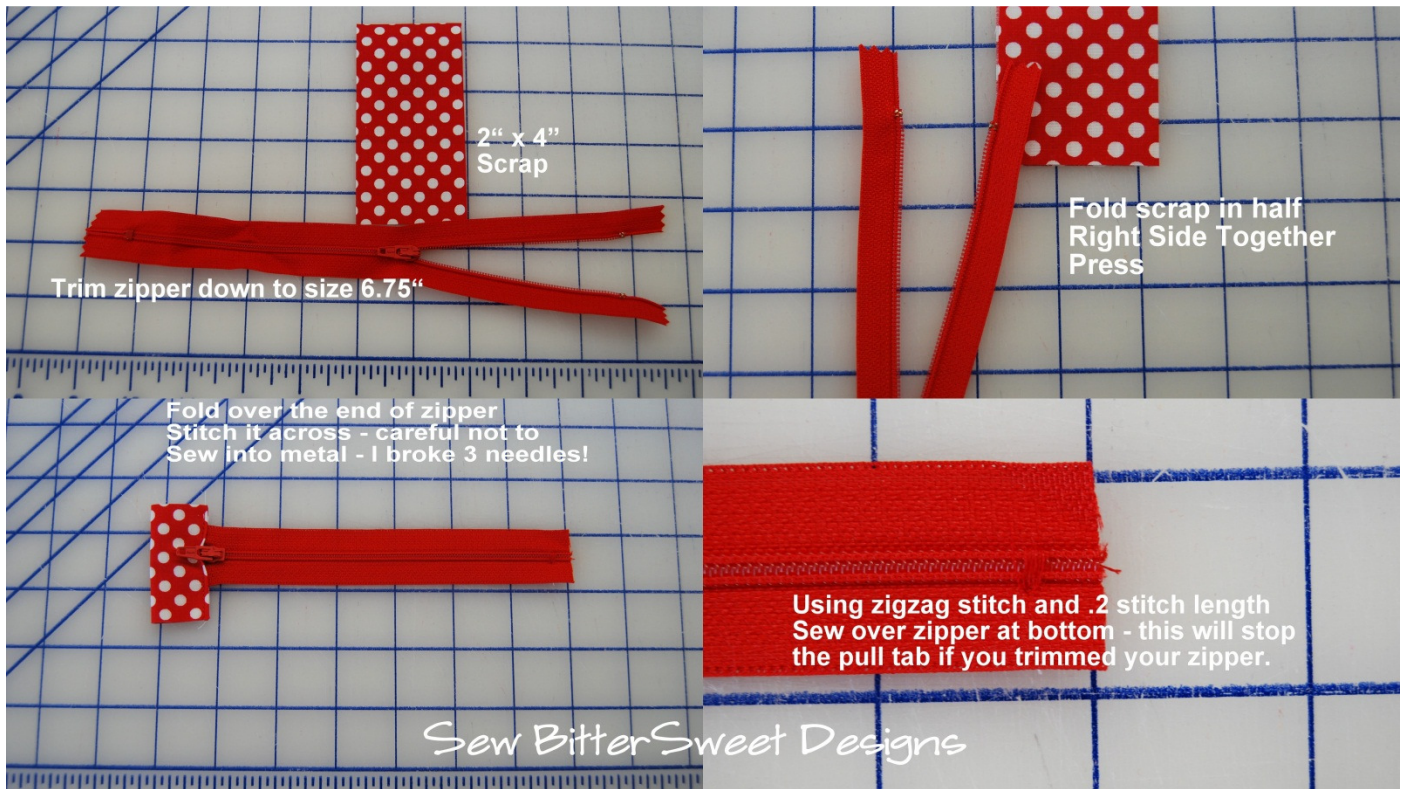 2“ x 4”
Scrap
Trim zipper down to size 6.75“
Fold scrap in half
Right Side Together
Press
Fold over the end of zipper
Stitch it across - careful not to
Sew into metal - I broke 3 needles!
Using zigzag stitch and .2 stitch length
Sew over zipper at bottom - this will stop
the pull tab if you trimmed your zipper.
Sew BitterSweet Designs